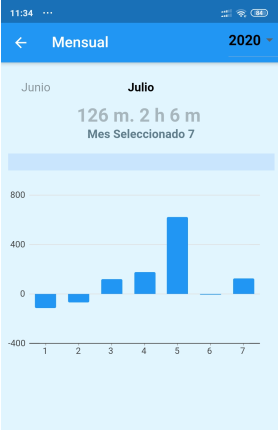 11:34 ...
84
← Mensual
2020
Junio Julio
126 m. 2 h 6 m
Mes Seleccionado 7
800
400
0
-400
1 2 3 4 5 6 7